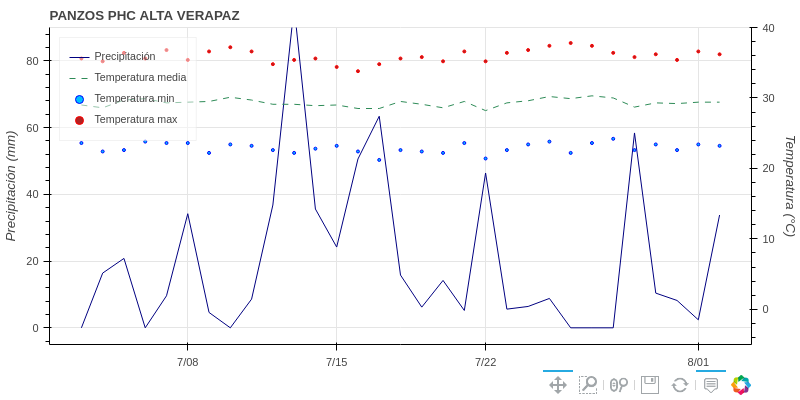 PANZOS PHC ALTA VERAPAZ
Precipitación
Temperatura media
Temperatura min
Temperatura max
Precipitación (mm)
80
60
40
20
0
Temperatura (°C)
40
30
20
10
0
7/08
7/15
7/22
8/01